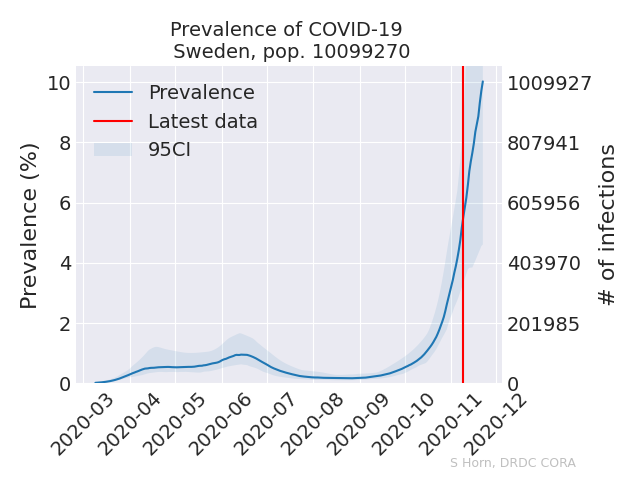 Prevalence of COVID-19
Sweden, pop. 10099270
Prevalence
Latest data
95CI
Prevalence (%)
10
8
6
4
2
0
1009927
807941
605956
403970
201985
0
# of infections
2020-03
2020-04
2020-05
2020-06
2020-07
2020-08
2020-09
2020-10
2020-11
2020-12
S Horn, DRDC CORA